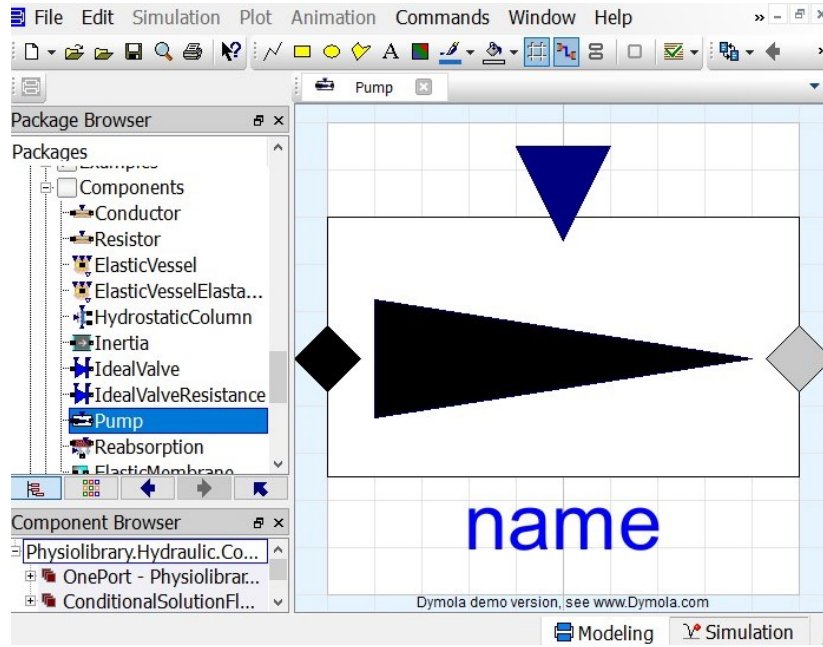 File Edit Simulation Plot Animation Commands Window Help
A
Pump
Package Browser
Packages
Components
Conductor
Resistor
ElasticVessel
ElasticVesselElasta...
HydrostaticColumn
Inertia
IdealValve
IdealValveResistance
Pump
Reabsorption
ElasticMembrane
Component Browser
Physiolibrary.Hydraulic.Co...
OnePort - Physiolibrar...
ConditionalSolutionFl...
name
Dymola demo version, see www.Dymola.com
Modeling Simulation